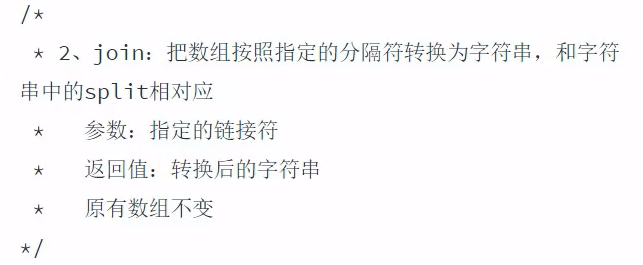 /*
* 2、join：把数组按照指定的分隔符转换为字符串，和字符
串中的split相对应
* 参数：指定的链接符
* 返回值：转换后的字符串
* 原有数组不变
*/